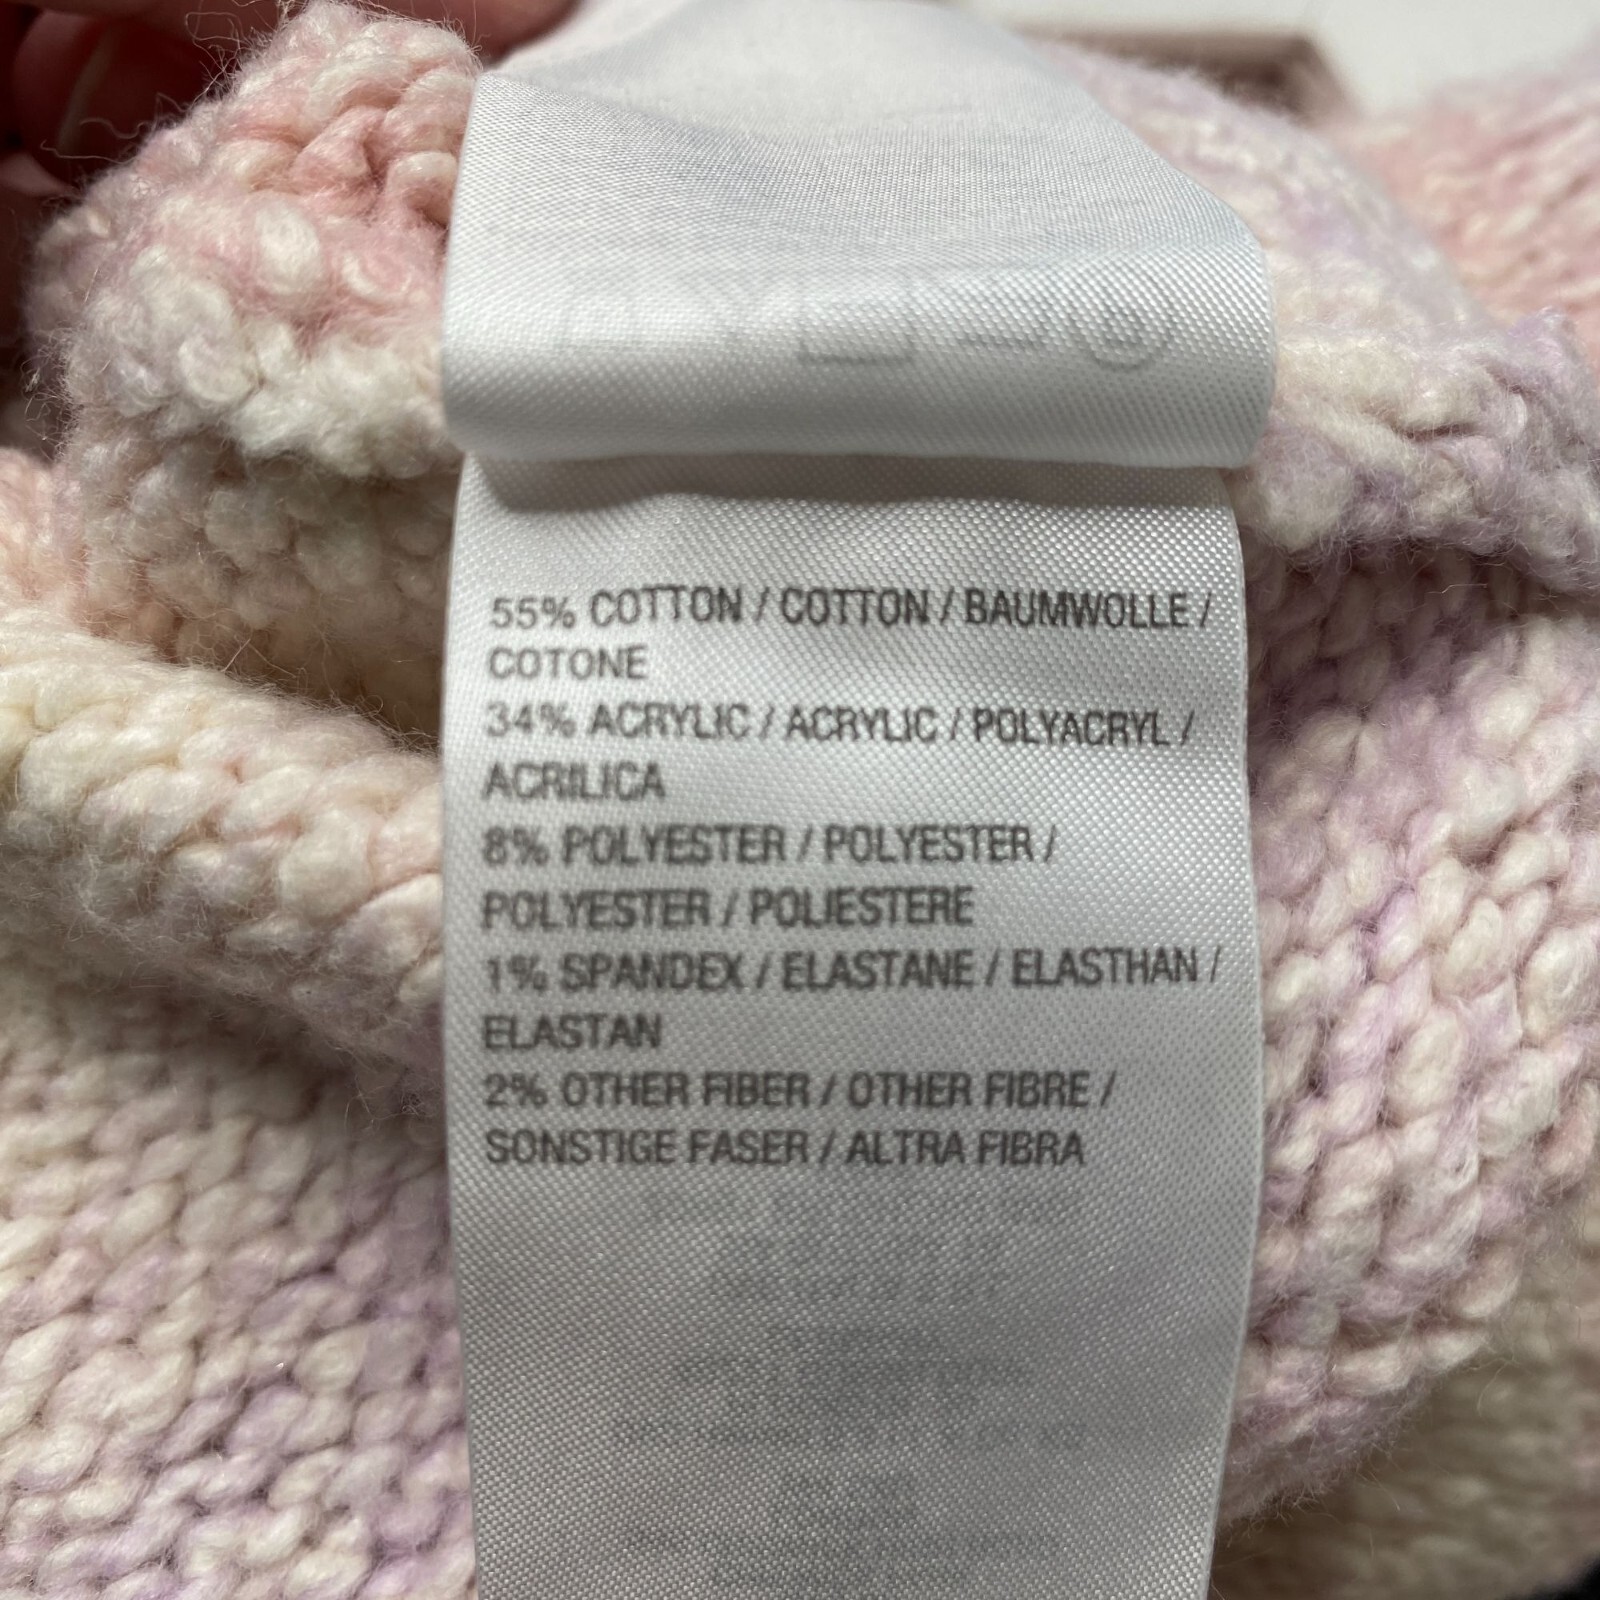 55% COTTON / COTTON / BAUMWOLLE /
COTONE
34% ACRYLIC / ACRYLIC / POLYACRYL /
ACRILICA
8% POLYESTER / POLYESTER /
POLYESTER / POLIESTERE
1% SPANDEX / ELASTANE / ELASTHAN /
ELASTAN
2% OTHER FIBER / OTHER FIBRE /
SONSTIGE FASER / ALTRA FIBRA